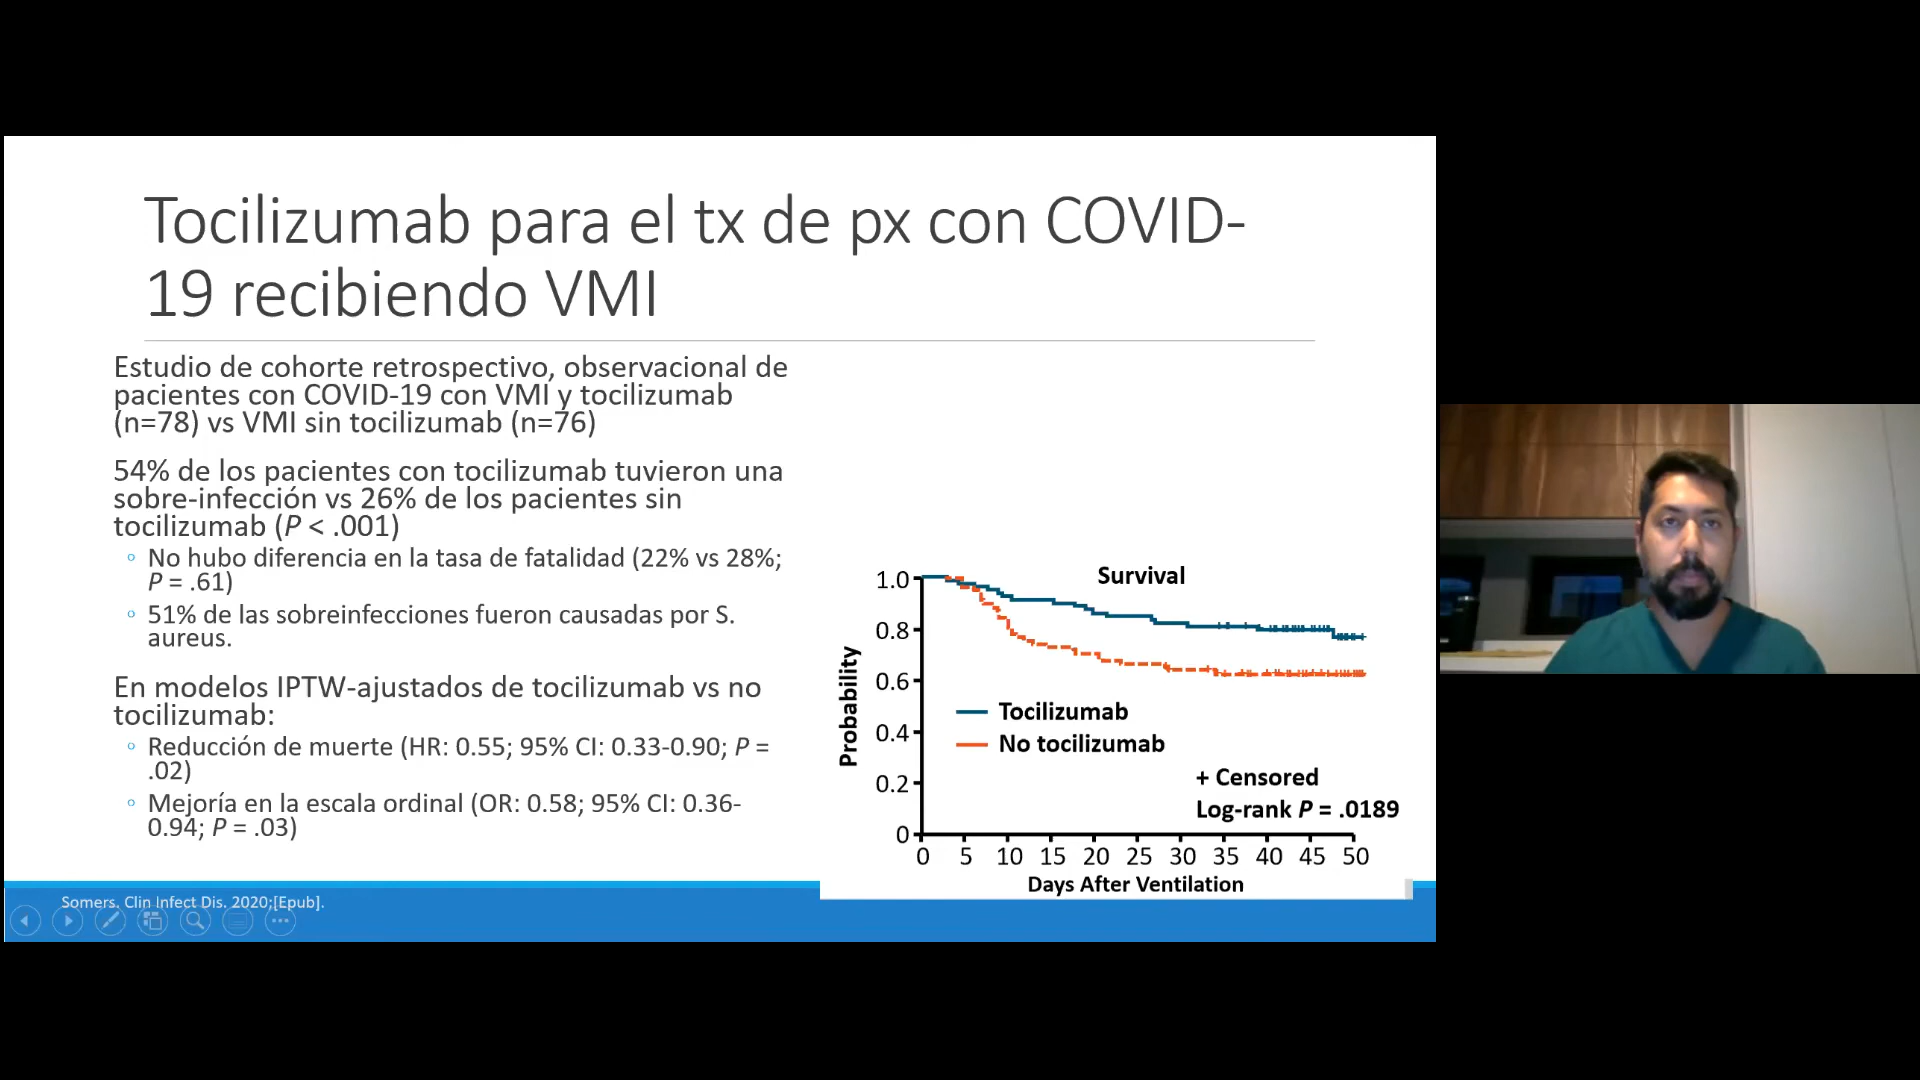 Tocilizumab para el tx de px con COVID-
19 recibiendo VMI
Estudio de cohorte retrospectivo, observacional de
pacientes con COVID-19 con VMI y tocilizumab
(n=78) vs VMI sin tocilizumab (n=76)
54% de los pacientes con tocilizumab tuvieron una
sobre-infección vs 26% de los pacientes sin
tocilizumab (P < .001)
◦ No hubo diferencia en la tasa de fatalidad (22% vs 28%;
P = .61)
◦ 51% de las sobreinfecciones fueron causadas por S.
aureus.
En modelos IPTW-ajustados de tocilizumab vs no
tocilizumab:
◦ Reducción de muerte (HR: 0.55; 95% CI: 0.33-0.90; P =
.02)
◦ Mejoría en la escala ordinal (OR: 0.58; 95% CI: 0.36-
0.94; P = .03)
Survival
Probability
1.0
0.8
0.6
0.4
0.2
0
Tocilizumab
No tocilizumab
+ Censored
Log-rank P = .0189
0 5 10 15 20 25 30 35 40 45 50
Days After Ventilation
Somers. Clin Infect Dis. 2020;[Epub].